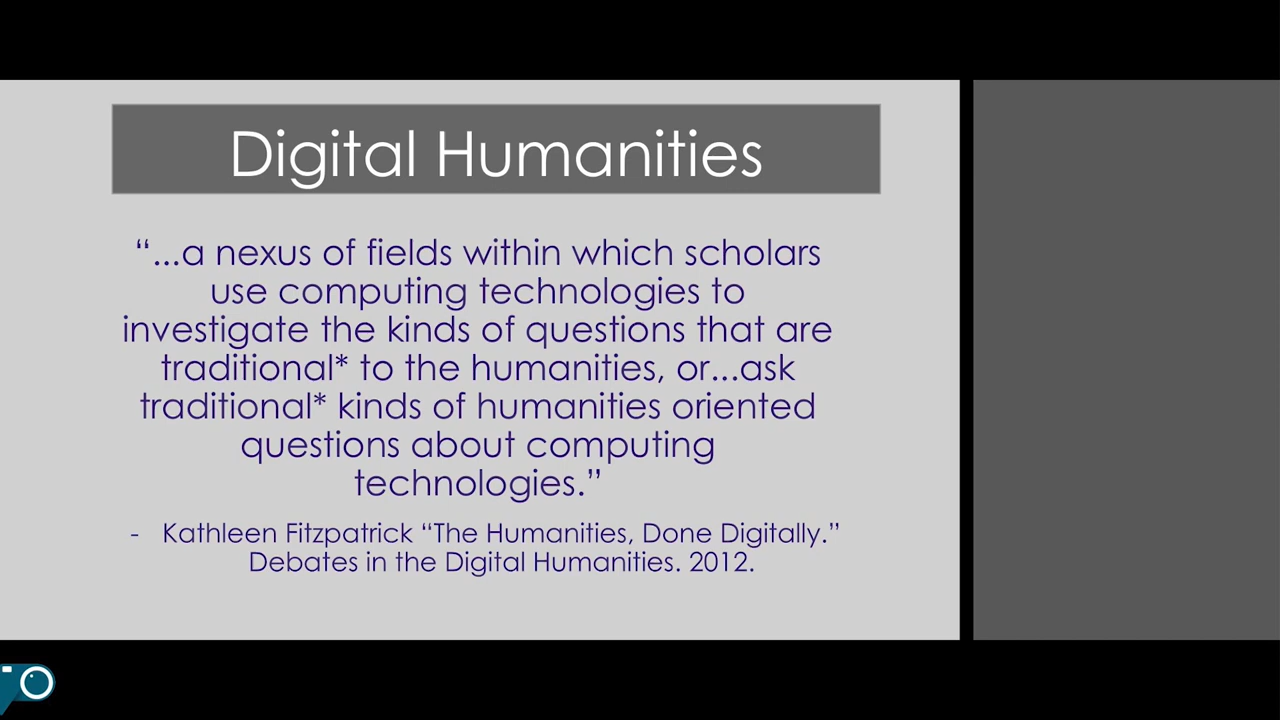 Digital Humanities
“...a nexus of fields within which scholars
use computing technologies to
investigate the kinds of questions that are
traditional* to the humanities, or...ask
traditional* kinds of humanities oriented
questions about computing
technologies.”
- Kathleen Fitzpatrick “The Humanities, Done Digitally.”
Debates in the Digital Humanities. 2012.